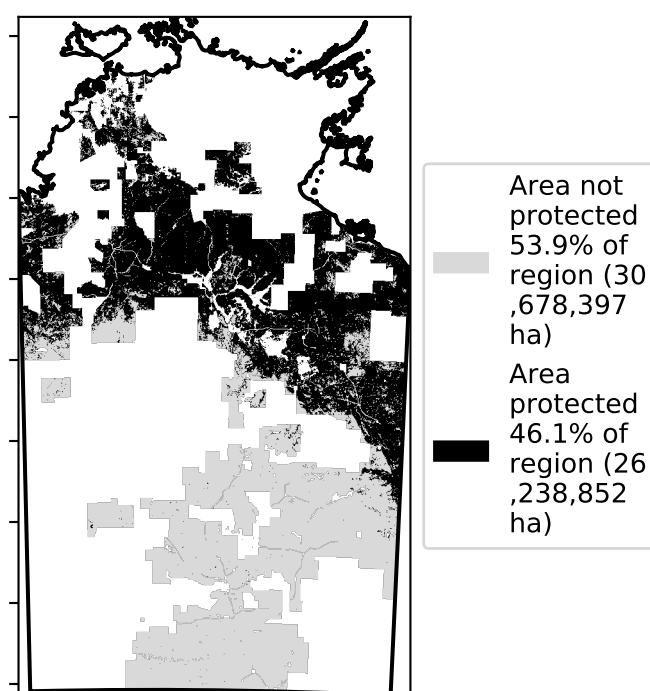 Area not
protected
53.9% of
region (30
,678,397
ha)
Area
protected
46.1% of
region (26
,238,852
ha)